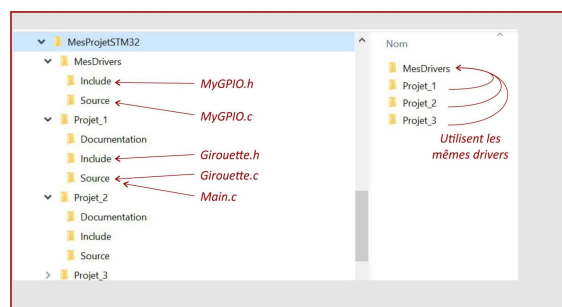 MesProjetSTM32
MesDrivers
Include
MyGPIO.h
Source
MyGPIO.c
Projet_1
Documentation
Include
Girouette.h
Source
Girouette.c
Main.c
Projet_2
Documentation
Include
Source
Projet_3
Nom
MesDrivers
Projet_1
Projet_2
Projet_3
Utilisent les
mêmes drivers